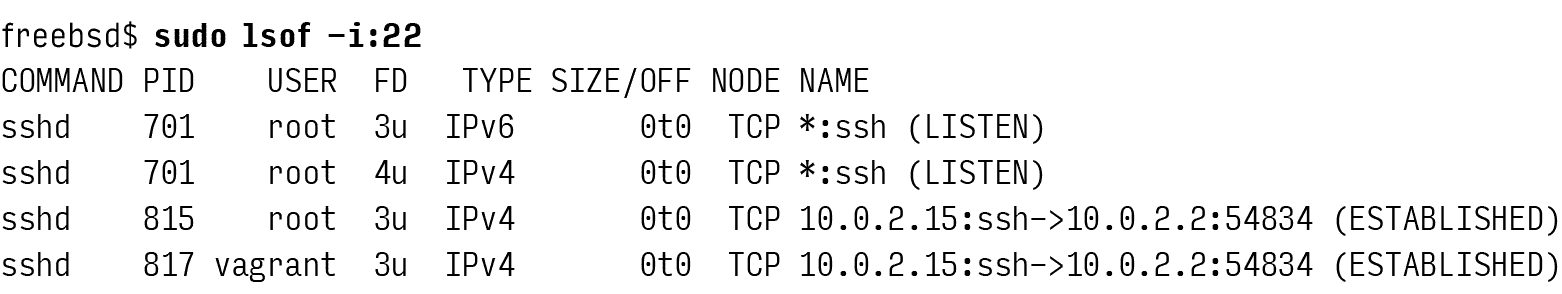 freebsd$ sudo lsof -i:22
COMMAND PID    USER  FD   TYPE SIZE/OFF NODE NAME
sshd    701    root  3u  IPv6       0t0  TCP *:ssh (LISTEN)
sshd    701    root  4u  IPv4       0t0  TCP *:ssh (LISTEN)
sshd    815    root  3u  IPv4       0t0  TCP 10.0.2.15:ssh->10.0.2.2:54834 (ESTABLISHED)
sshd    817 vagrant  3u  IPv4       0t0  TCP 10.0.2.15:ssh->10.0.2.2:54834 (ESTABLISHED)